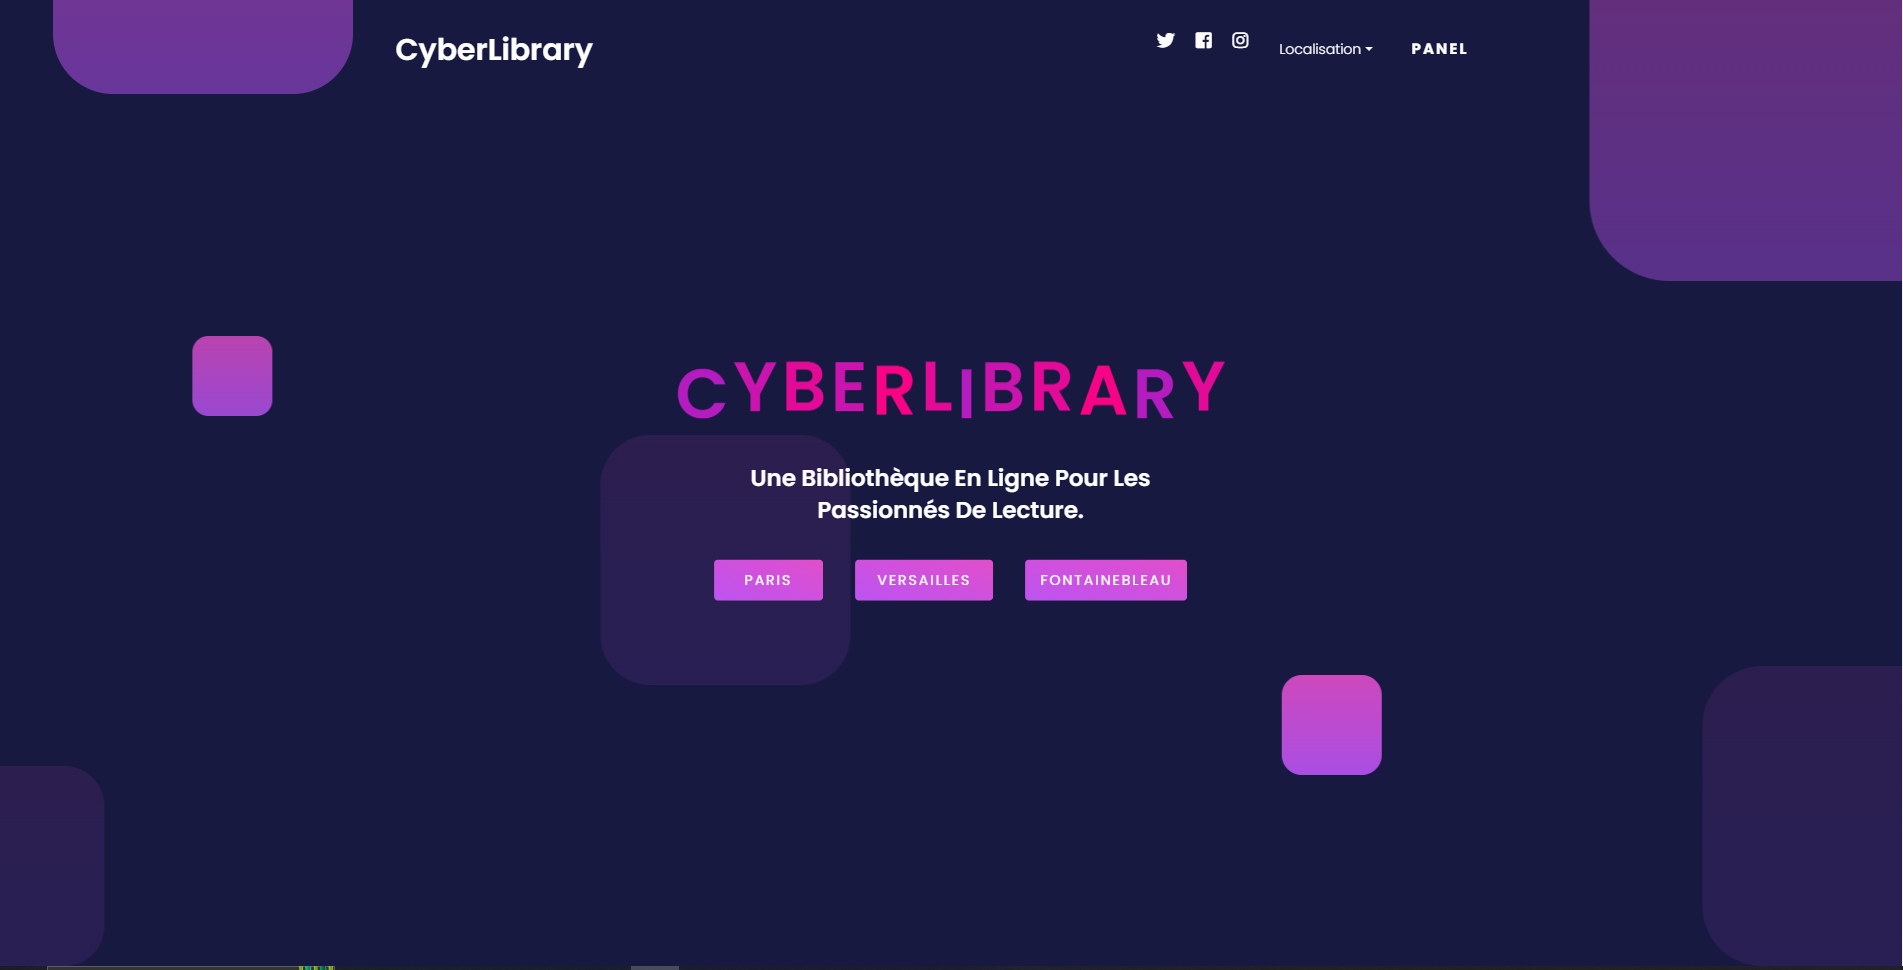 CyberLibrary
Localisation
PANEL
CYBERLIBRARY
Une Bibliothèque En Ligne Pour Les
Passionnés De Lecture.
PARIS
VERSAILLES
FONTAINEBLEAU